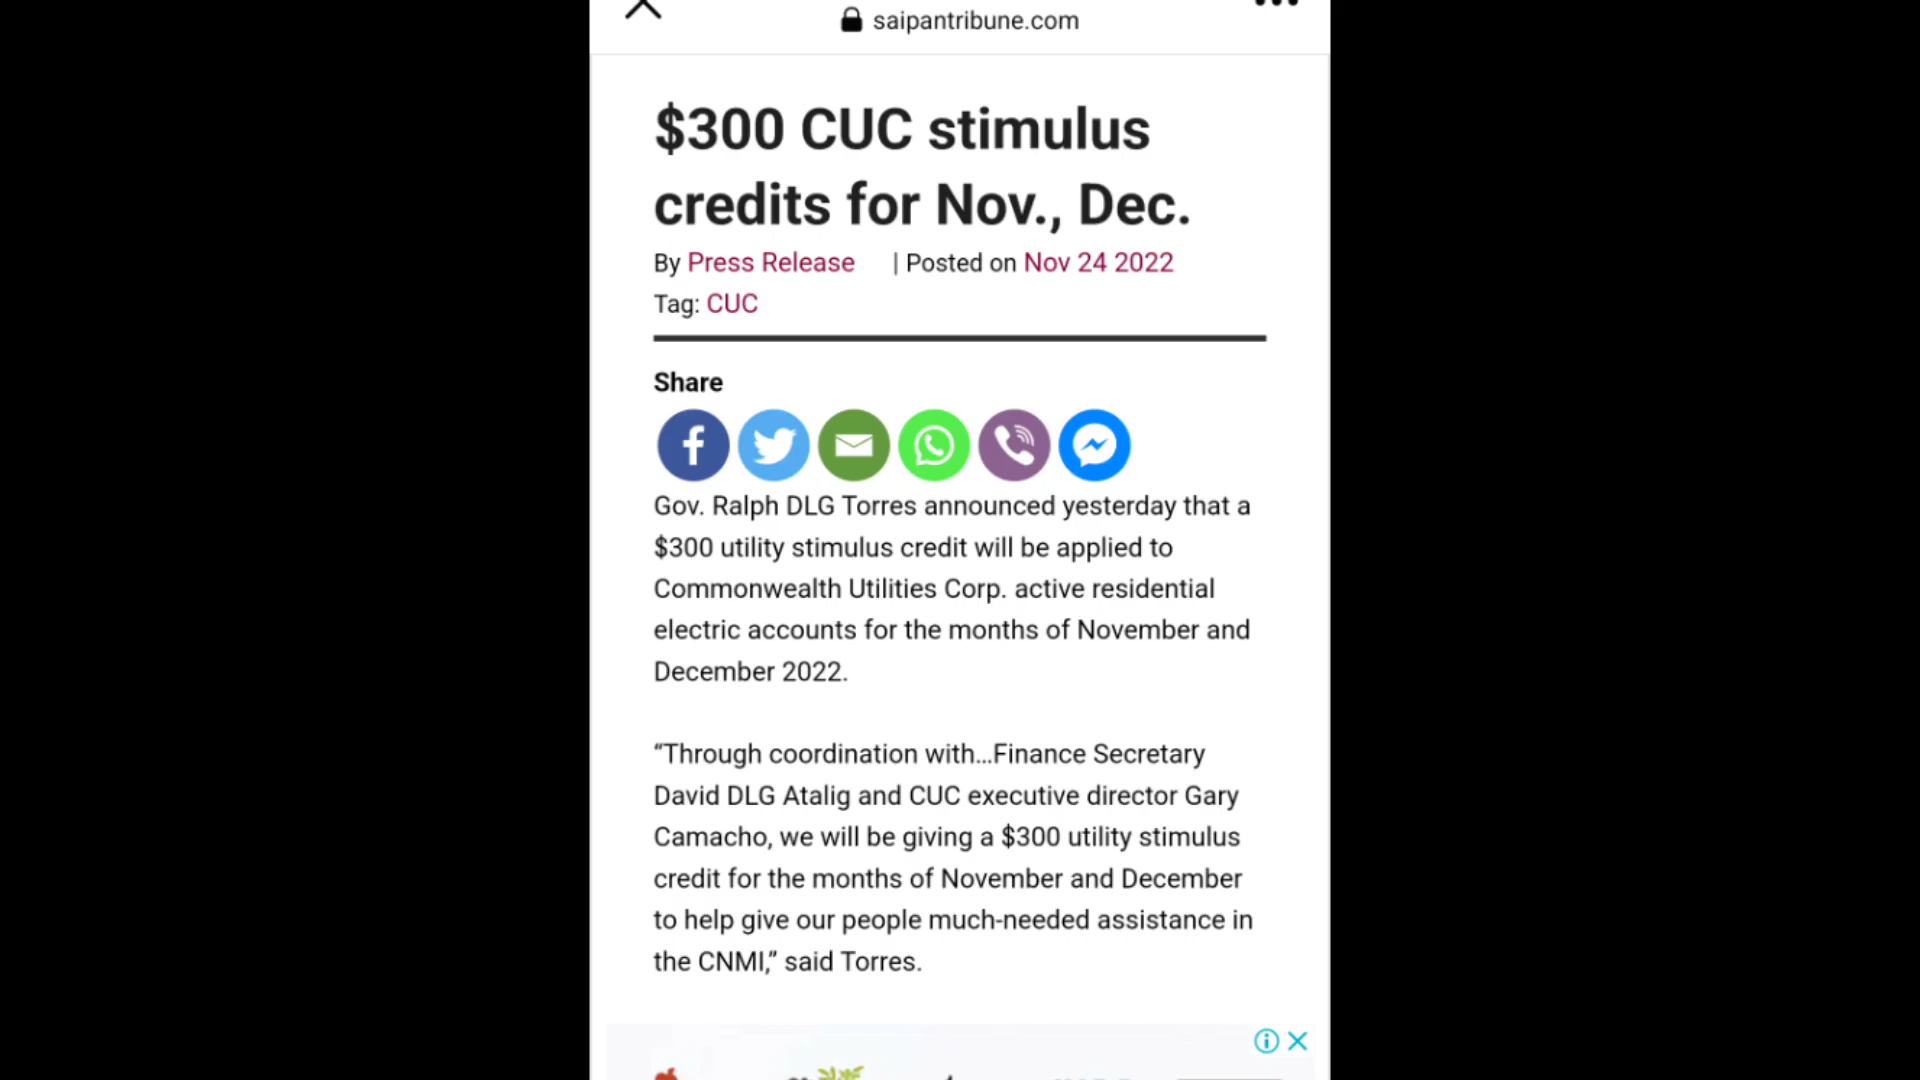 saipantribune.com
$300 CUC stimulus
credits for Nov., Dec.
By Press Release | Posted on Nov 24 2022
Tag: CUC
Share
Gov. Ralph DLG Torres announced yesterday that a
$300 utility stimulus credit will be applied to
Commonwealth Utilities Corp. active residential
electric accounts for the months of November and
December 2022.
“Through coordination with…Finance Secretary
David DLG Atalig and CUC executive director Gary
Camacho, we will be giving a $300 utility stimulus
credit for the months of November and December
to help give our people much-needed assistance in
the CNMI,” said Torres.